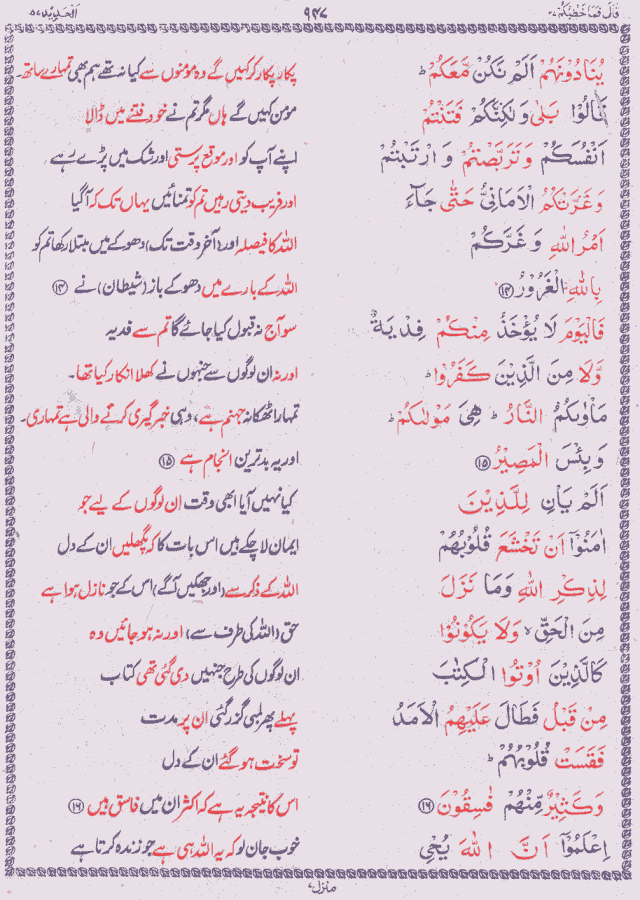 قَالَ فَمَا خَطْبُكُمْ ٢٧ ٩٤٧ اَلْحَدِيْد ٥٧
يُنَادُوْنَهُمْ اَلَمْ نَكُنْ مَّعَكُمْ ؕ پکار پکار کر کہیں گے وہ مومنوں سے کیا نہ تھے ہم بھی تمہارے ساتھ۔
قَالُوْا بَلٰى وَ لٰكِنَّكُمْ فَتَنْتُمْ مومن کہیں گے ہاں مگر تم نے خود فتنے میں ڈالا
اَنْفُسَكُمْ وَ تَرَبَّصْتُمْ وَ ارْتَبْتُمْ اپنے آپ کو اور موقع پرستی اور شک میں پڑے رہے
وَ غَرَّتْكُمُ الْاَمَانِىُّ حَتّٰى جَآءَ اور فریب دیتی رہیں تم کو تمنائیں یہاں تک کہ آگیا
اَمْرُ اللّٰهِ وَ غَرَّكُمْ اللہ کا فیصلہ اور (آخر وقت تک) دھوکے میں مبتلا رکھا تم کو
بِاللّٰهِ الْغَرُوْرُ ⑭ اللہ کے بارے میں دھوکے باز (شیطان) نے ⑭
فَالْيَوْمَ لَا يُؤْخَذُ مِنْكُمْ فِدْيَةٌ سو آج نہ قبول کیا جائے گا تم سے فدیہ
وَّلَا مِنَ الَّذِيْنَ كَفَرُوْا ؕ اور نہ ان لوگوں سے جنہوں نے کھلا انکار کیا تھا۔
مَاْوٰىكُمُ النَّارُ ؕ هِىَ مَوْلٰىكُمْ ؕ تمہارا ٹھکانہ جہنم ہے، وہی خبر گیری کرنے والی ہے تمہاری۔
وَ بِئْسَ الْمَصِيْرُ ⑮ اور یہ بدترین انجام ہے ⑮
اَلَمْ يَاْنِ لِلَّذِيْنَ کیا نہیں آیا ابھی وقت ان لوگوں کے لیے جو
اٰمَنُوْٓا اَنْ تَخْشَعَ قُلُوْبُهُمْ ایمان لا چکے ہیں اس بات کا کہ پگھلیں ان کے دل
لِذِكْرِ اللّٰهِ وَمَا نَزَلَ اللہ کے ذکر سے (اور جھکیں آگے) اس کے جو نازل ہوا ہے
مِنَ الْحَقِّ ۙ وَلَا يَكُوْنُوْا حق (اللہ کی طرف سے) اور نہ ہو جائیں وہ
كَالَّذِيْنَ اُوْتُوا الْكِتٰبَ ان لوگوں کی طرح جنہیں دی گئی تھی کتاب
مِنْ قَبْلُ فَطَالَ عَلَيْهِمُ الْاَمَدُ پہلے پھر لمبی گزر گئی ان پر مدت
فَقَسَتْ قُلُوْبُهُمْ ؕ تو سخت ہو گئے ان کے دل
وَ كَثِيْرٌ مِّنْهُمْ فٰسِقُوْنَ ⑯ اس کا نتیجہ یہ ہے کہ اکثر ان میں فاسق ہیں ⑯
اِعْلَمُوْٓا اَنَّ اللّٰهَ يُحْىِ خوب جان لو کہ یہ اللہ ہی ہے جو زندہ کرتا ہے
منزل ٧